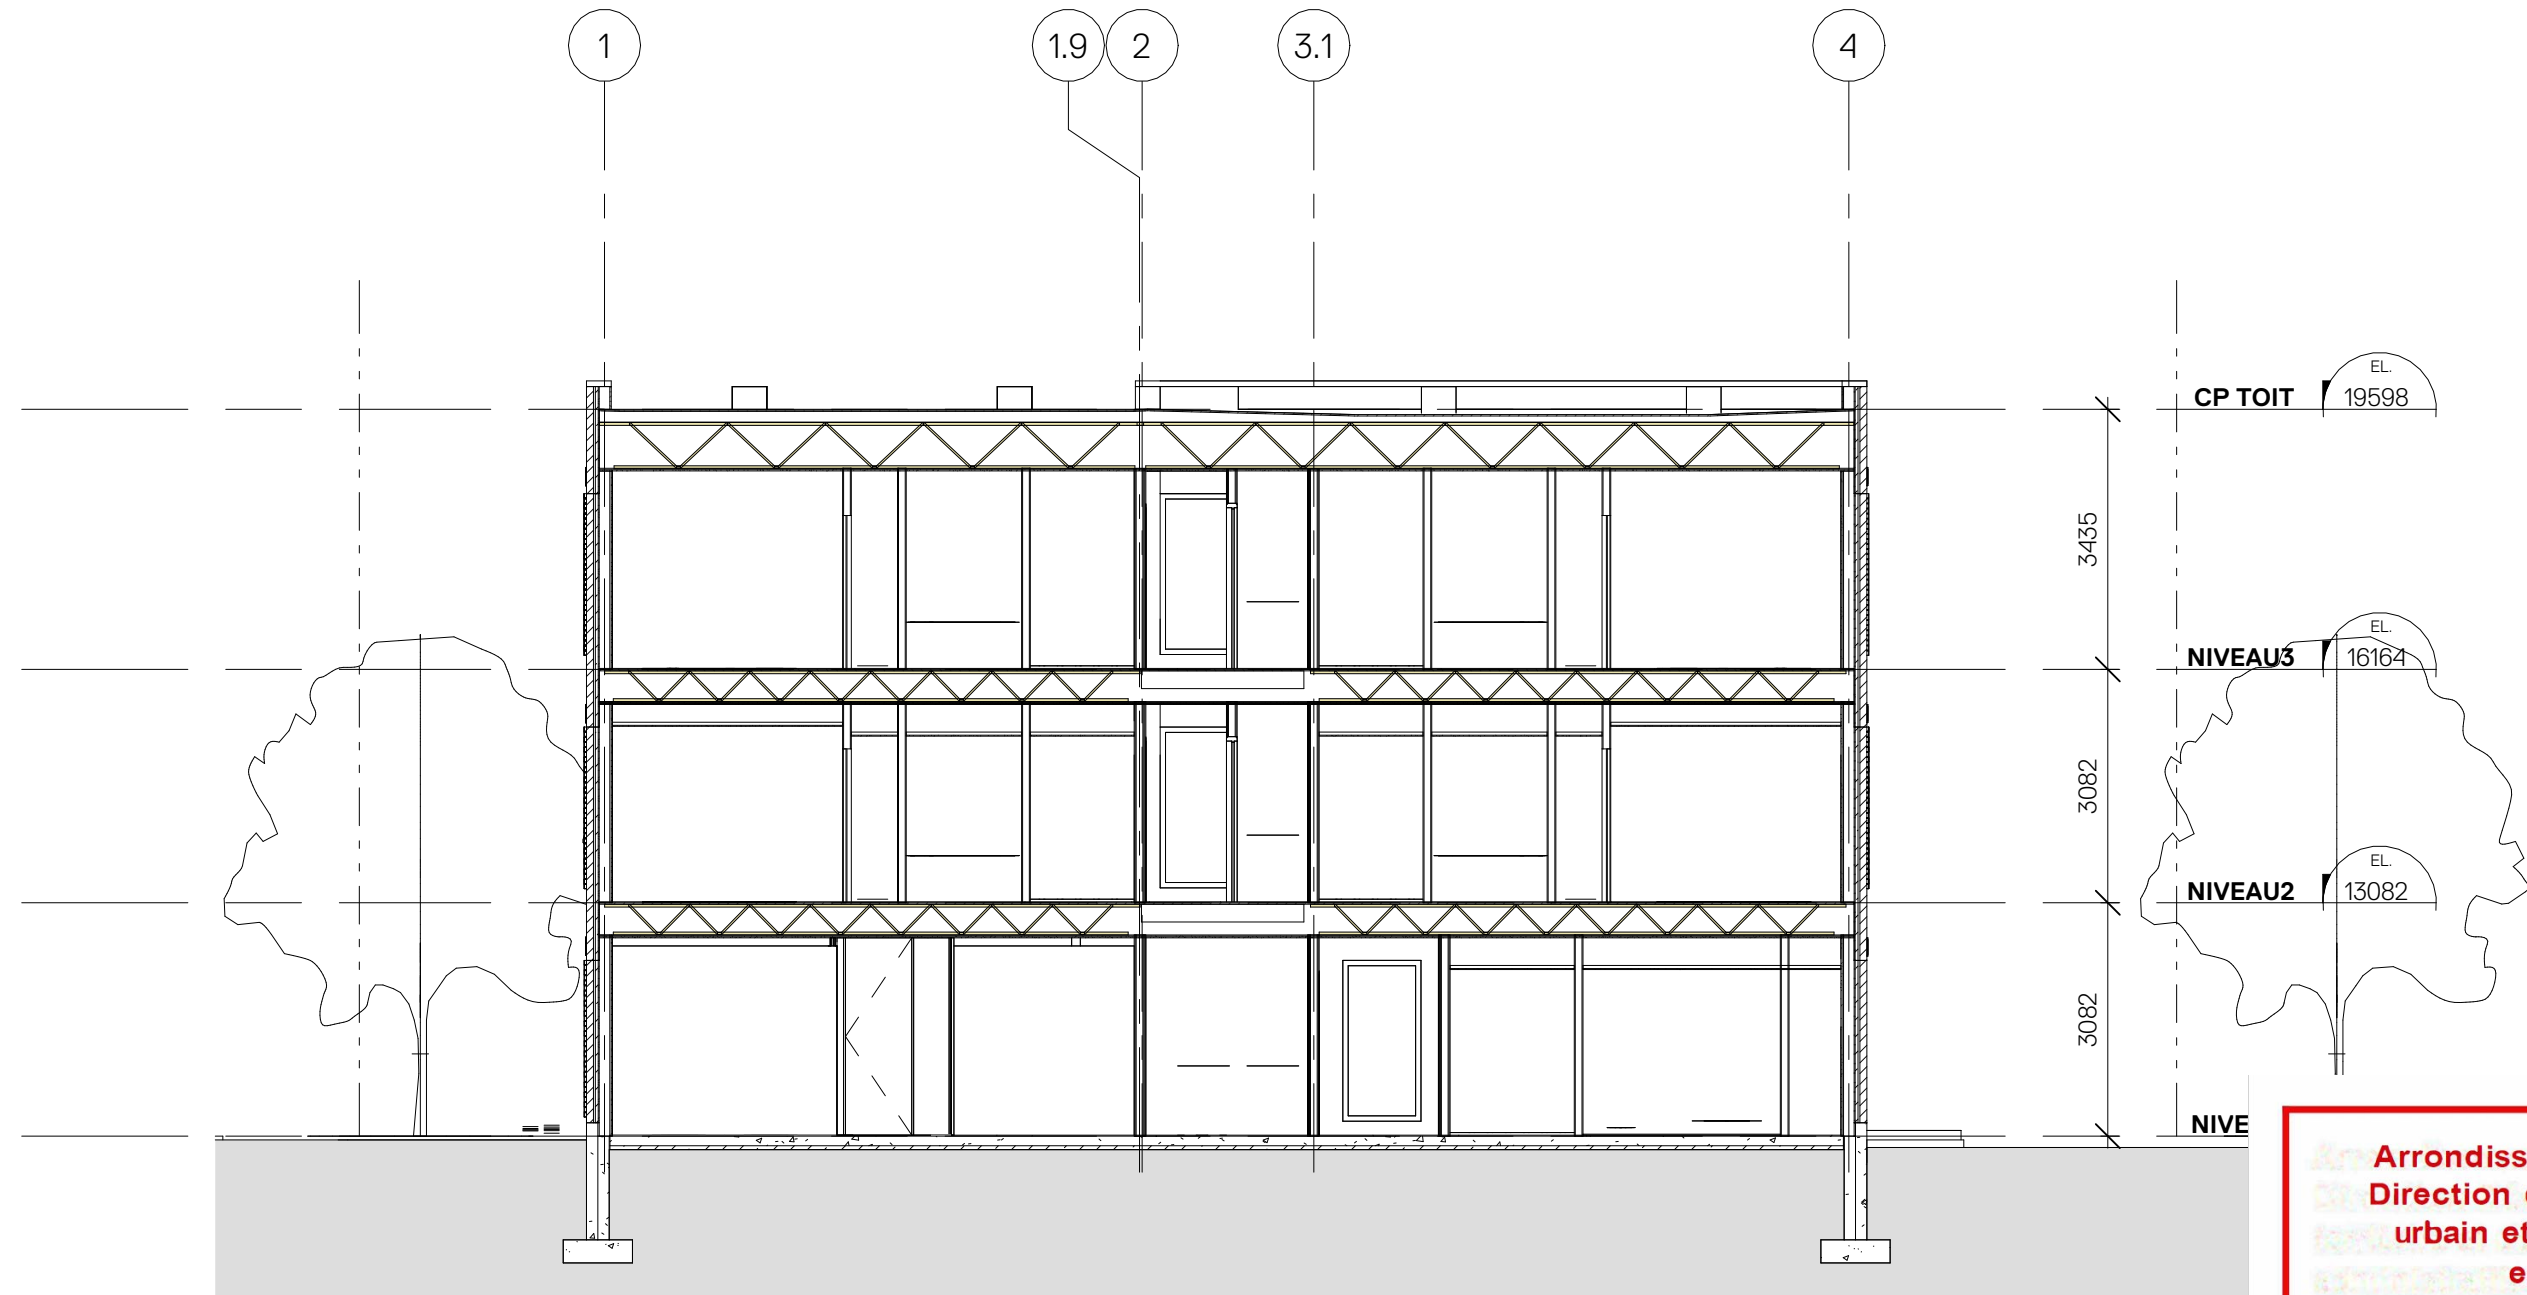 1
1.9
2
3.1
4
EL.
CP TOIT 19598
3435
EL.
NIVEAU3 16164
3082
EL.
NIVEAU2 13082
3082
NIVE
Arrondiss
Direction
urbain et
e